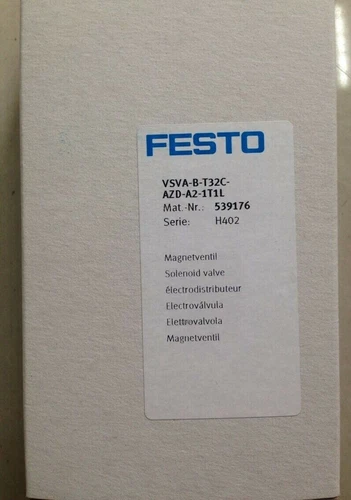 FESTO
VSVA-B-T32C-
AZD-A2-1T1L
Mat.-Nr.: 539176
Serie: H402
Magnetventil
Solenoid valve
électrodistributeur
Electroválvula
Elettrovalvola
Magnetventil